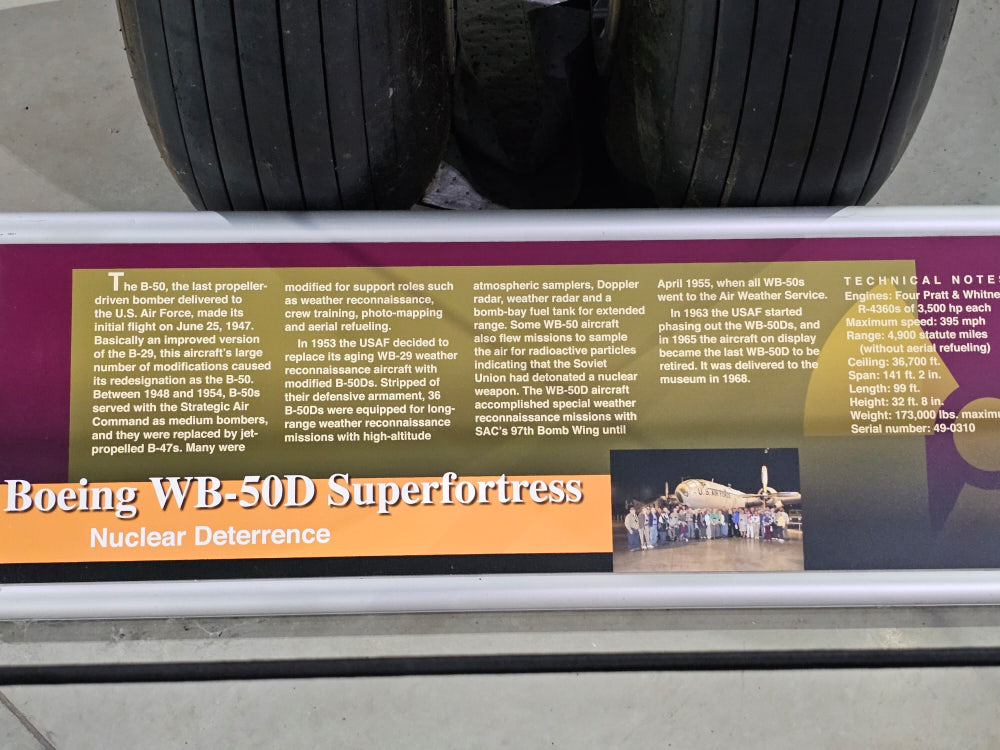 The B-50, the last propeller-
driven bomber delivered to
the U.S. Air Force, made its
initial flight on June 25, 1947.
Basically an improved version
of the B-29, this aircraft's large
number of modifications caused
its redesignation as the B-50.
Between 1948 and 1954, B-50s
served with the Strategic Air
Command as medium bombers,
and they were replaced by jet-
propelled B-47s. Many were
modified for support roles such
as weather reconnaissance,
crew training, photo-mapping
and aerial refueling.
In 1953 the USAF decided to
replace its aging WB-29 weather
reconnaissance aircraft with
modified B-50Ds. Stripped of
their defensive armament, 36
B-50Ds were equipped for long-
range weather reconnaissance
missions with high-altitude
atmospheric samplers, Doppler
radar, weather radar and a
bomb-bay fuel tank for extended
range. Some WB-50 aircraft
also flew missions to sample
the air for radioactive particles
indicating that the Soviet
Union had detonated a nuclear
weapon. The WB-50D aircraft
accomplished special weather
reconnaissance missions with
SAC's 97th Bomb Wing until
April 1955, when all WB-50s
went to the Air Weather Service.
In 1963 the USAF started
phasing out the WB-50Ds, and
in 1965 the aircraft on display
became the last WB-50D to be
retired. It was delivered to the
museum in 1968.
TECHNICAL NOTES
Engines: Four Pratt & Whitne
R-4360s of 3,500 hp each
Maximum speed: 395 mph
Range: 4,900 statute miles
(without aerial refueling)
Ceiling: 36,700 ft.
Span: 141 ft. 2 in.
Length: 99 ft.
Height: 32 ft. 8 in.
Weight: 173,000 lbs. maximu
Serial number: 49-0310
Boeing WB-50D Superfortress
Nuclear Deterrence
U.S. AIR FORCE